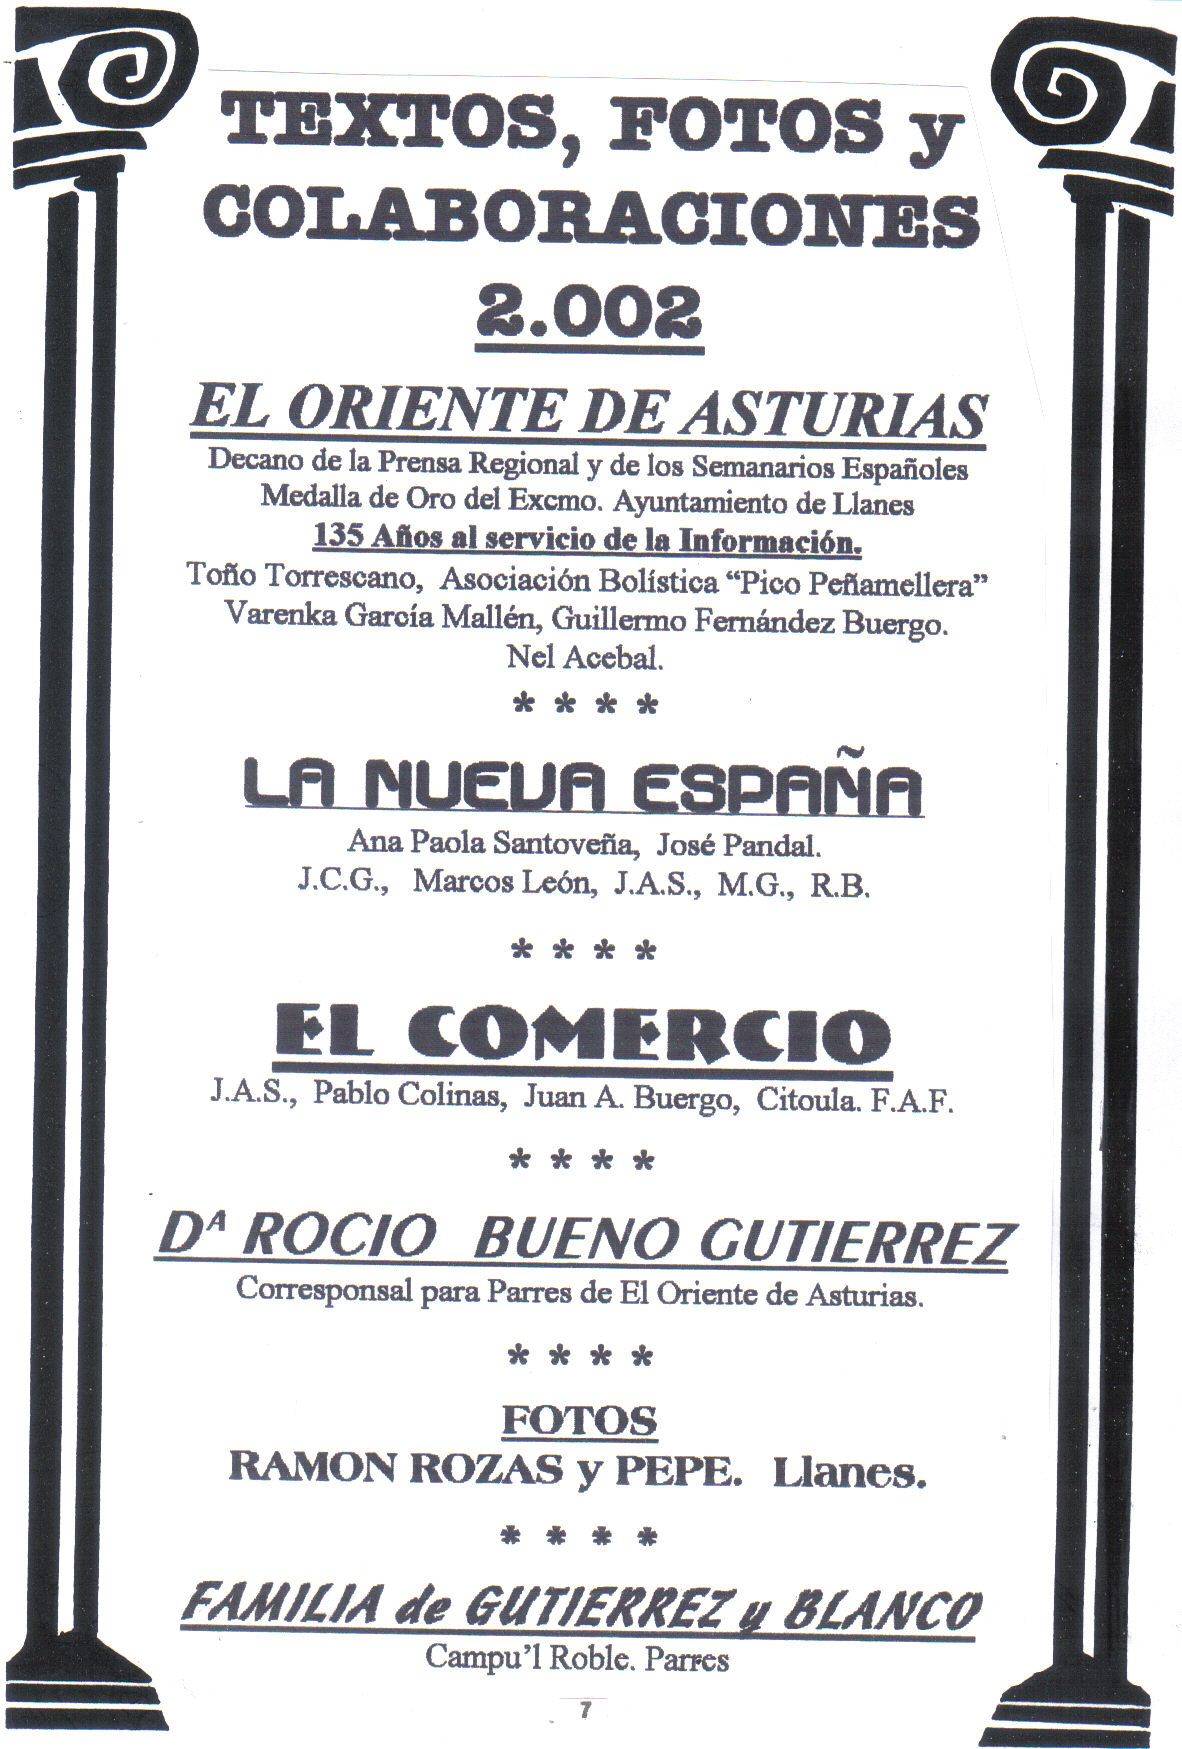 TEXTOS, FOTOS y
COLABORACIONES
2.002
EL ORIENTE DE ASTURIAS
Decano de la Prensa Regional y de los Semanarios Españoles
Medalla de Oro del Excmo. Ayuntamiento de Llanes
135 Años al servicio de la Información.
Toño Torrescano, Asociación Bolística “Pico Peñamellera”
Varenka García Mallén, Guillermo Fernández Buergo.
Nel Acebal.
* * * *
LA NUEVA ESPAÑA
Ana Paola Santoveña, José Pandal.
J.C.G., Marcos León, J.A.S., M.G., R.B.
* * * *
EL COMERCIO
J.A.S., Pablo Colinas, Juan A. Buergo, Citoula. F.A.F.
* * * *
Dª ROCIO BUENO GUTIERREZ
Corresponsal para Parres de El Oriente de Asturias.
* * * *
FOTOS
RAMON ROZAS y PEPE. Llanes.
* * * *
FAMILIA de GUTIERREZ y BLANCO
Campu’l Roble. Parres
7